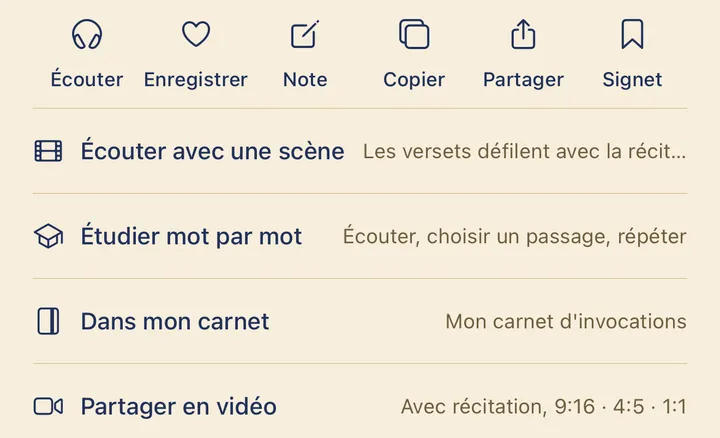 Écouter Enregistrer Note Copier Partager Signet
Écouter avec une scène Les versets défilent avec la récit...
Étudier mot par mot Écouter, choisir un passage, répéter
Dans mon carnet Mon carnet d'invocations
Partager en vidéo Avec récitation, 9:16 · 4:5 · 1:1